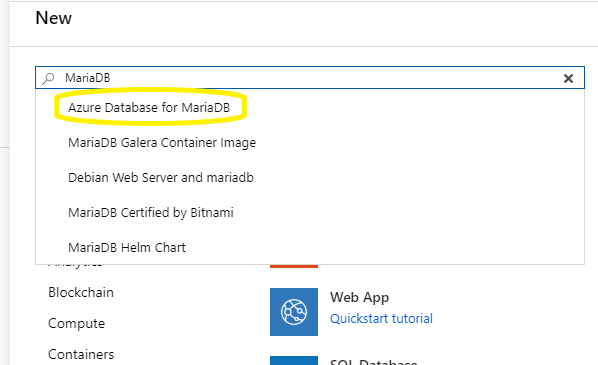 New
MariaDB
Azure Database for MariaDB
MariaDB Galera Container Image
Debian Web Server and mariadb
MariaDB Certified by Bitnami
MariaDB Helm Chart
Analytics
Blockchain
Web App
Quickstart tutorial
Compute
Containers
SQL Database